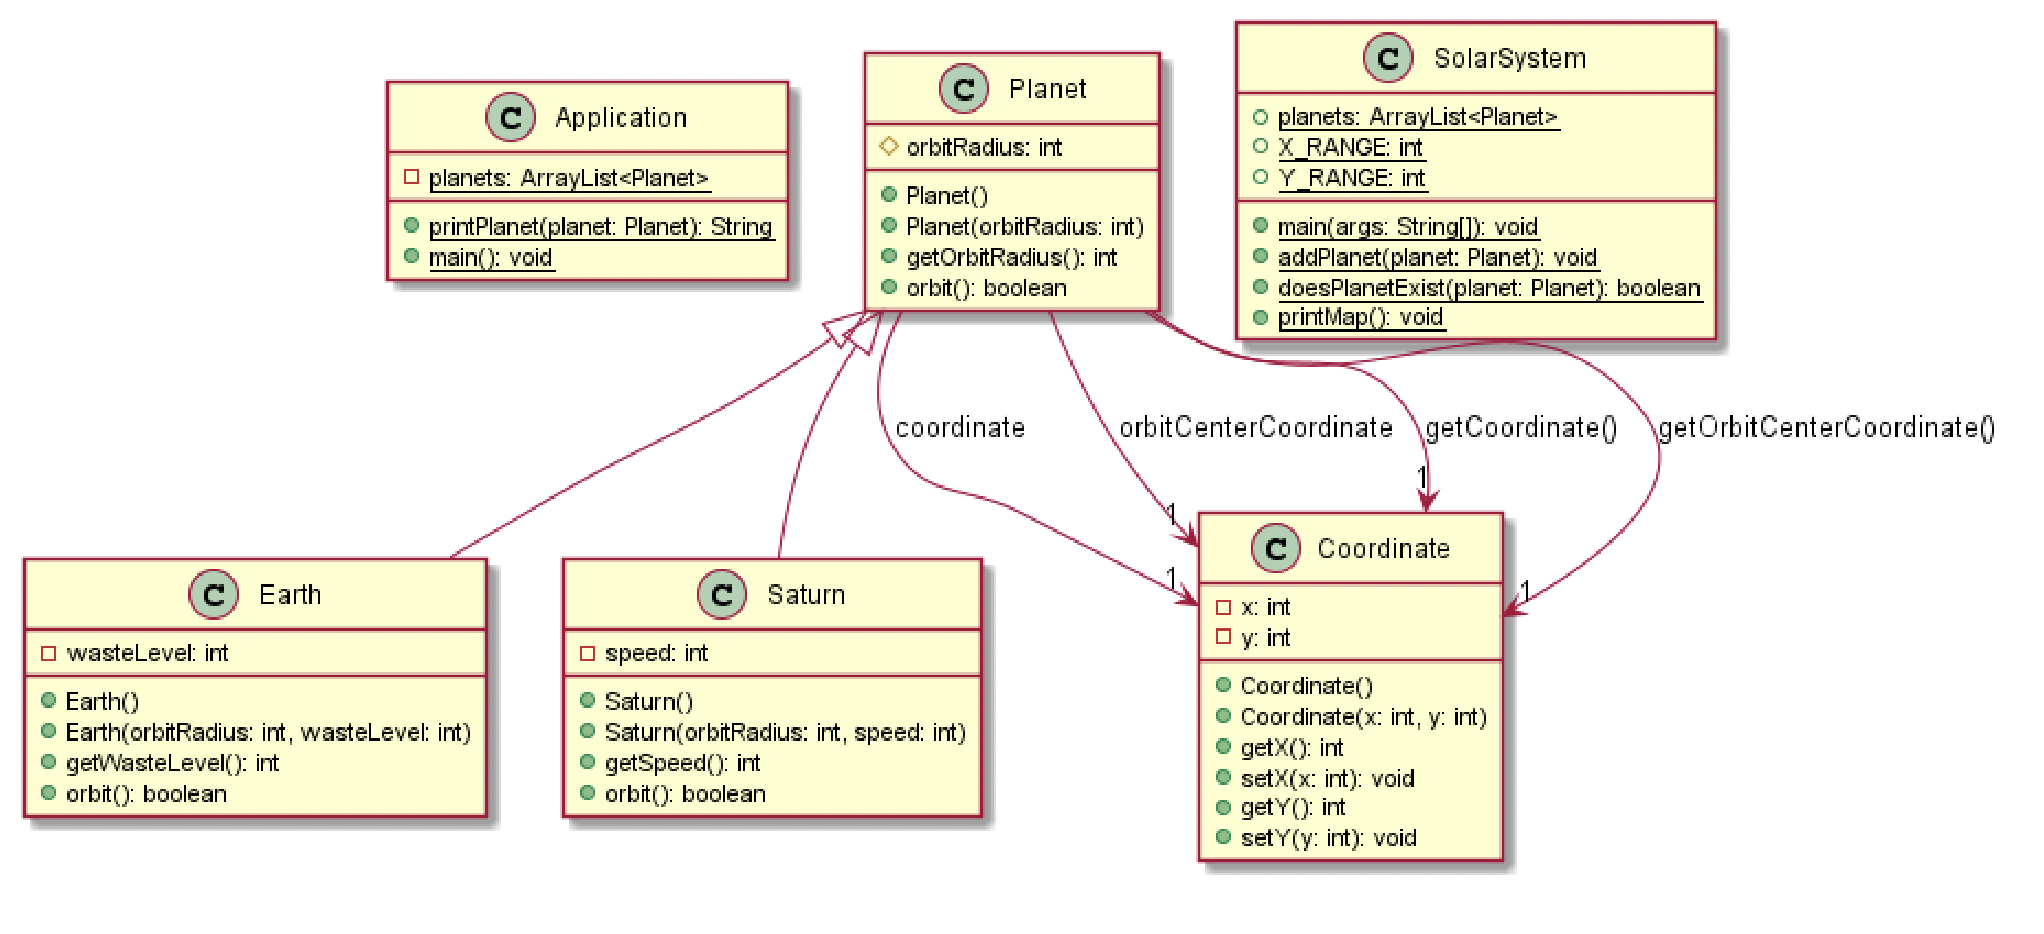 C Application
planets: ArrayList<Planet>
printPlanet(planet: Planet): String
main(): void
C Planet
orbitRadius: int
Planet()
Planet(orbitRadius: int)
getOrbitRadius(): int
orbit(): boolean
C SolarSystem
planets: ArrayList<Planet>
X_RANGE: int
Y_RANGE: int
main(args: String[]): void
addPlanet(planet: Planet): void
doesPlanetExist(planet: Planet): boolean
printMap(): void
coordinate
1
orbitCenterCoordinate
1
getCoordinate()
1
getOrbitCenterCoordinate()
1
C Earth
wasteLevel: int
Earth()
Earth(orbitRadius: int, wasteLevel: int)
getWasteLevel(): int
orbit(): boolean
C Saturn
speed: int
Saturn()
Saturn(orbitRadius: int, speed: int)
getSpeed(): int
orbit(): boolean
C Coordinate
x: int
y: int
Coordinate()
Coordinate(x: int, y: int)
getX(): int
setX(x: int): void
getY(): int
setY(y: int): void